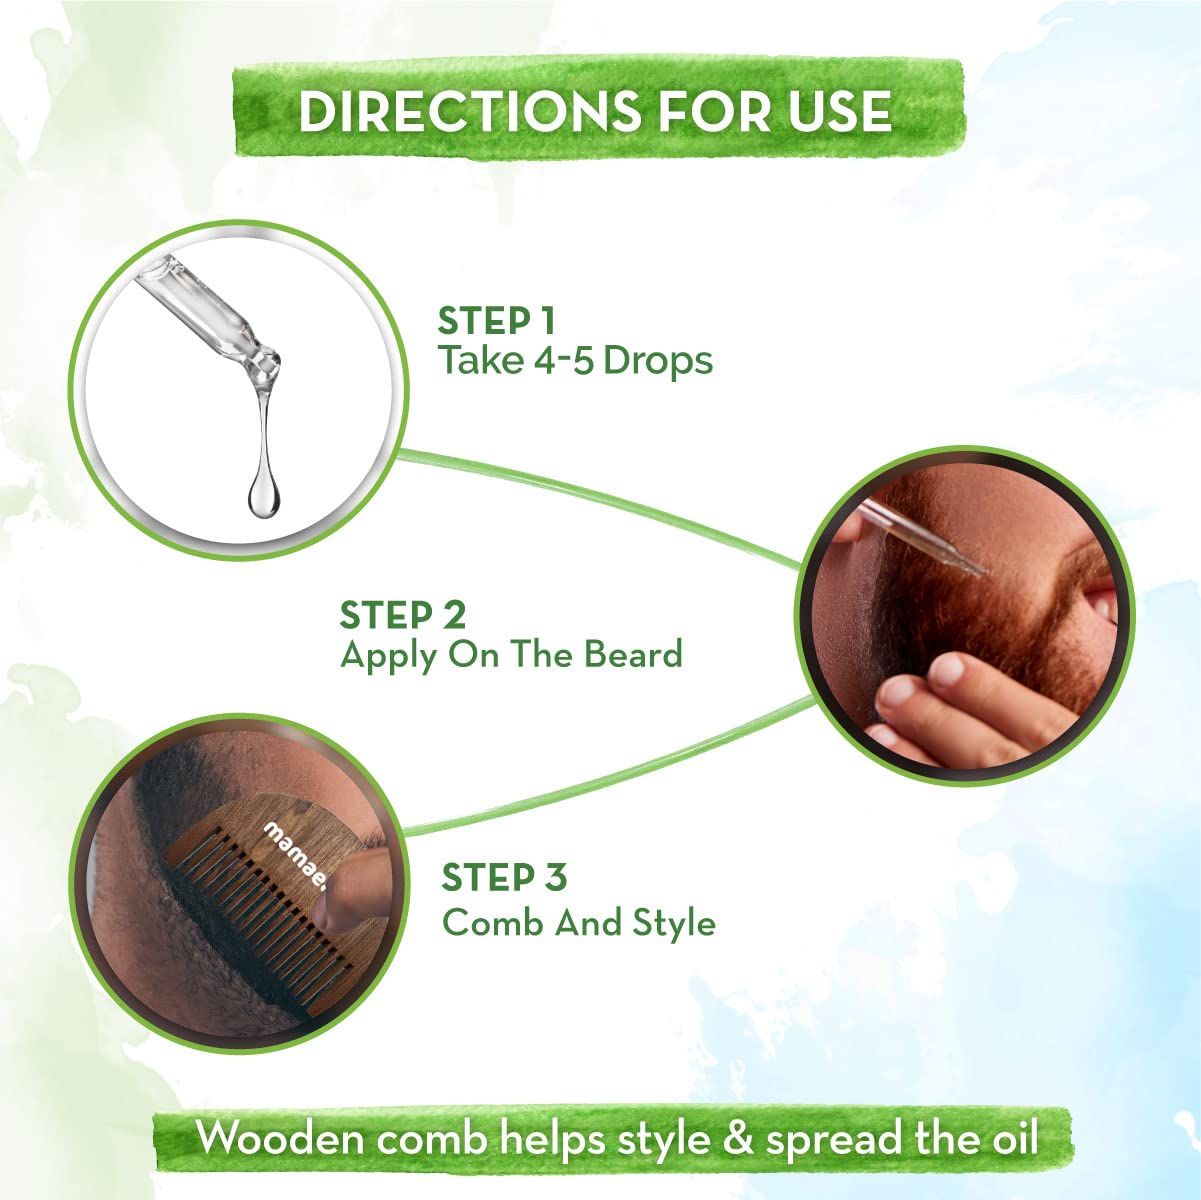 DIRECTIONS FOR USE
STEP 1
Take 4-5 Drops
STEP 2
Apply On The Beard
mamae
STEP 3
Comb And Style
Wooden comb helps style & spread the oil